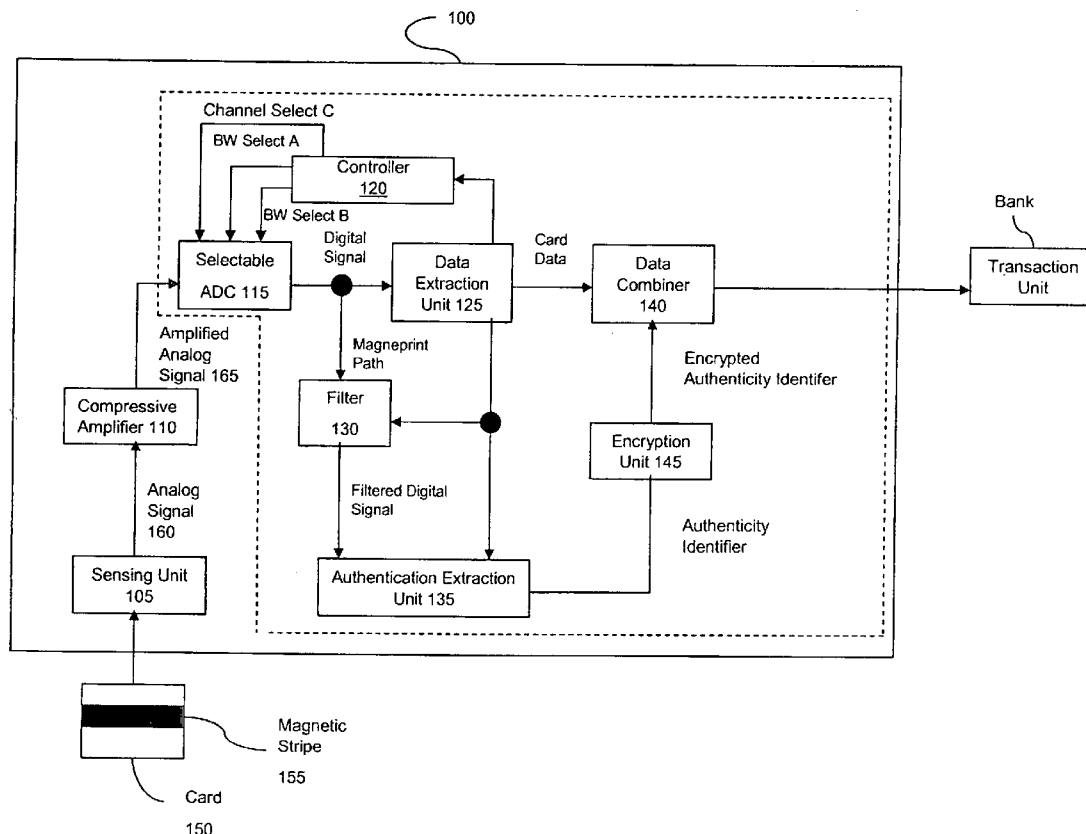 100
Channel Select C
BW Select A
Controller
120
BW Select B
Digital
Signal
Selectable
ADC 115
Data
Extraction
Unit 125
Card
Data
Data
Combiner
140
Bank
Transaction
Unit
Amplified
Analog
Signal 165
Magneprint
Path
Encrypted
Authenticity Identifer
Compressive
Amplifier 110
Filter
130
Encryption
Unit 145
Analog
Signal
160
Filtered Digital
Signal
Authenticity
Identifier
Sensing Unit
105
Authentication Extraction
Unit 135
Magnetic
Stripe
155
Card
150